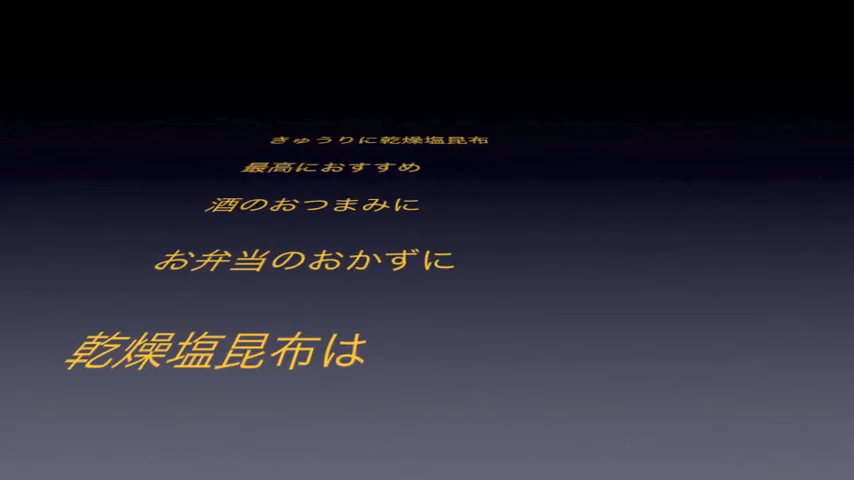 きゅうりに乾燥塩昆布
最高におすすめ
酒のおつまみに
お弁当のおかずに
乾燥塩昆布は